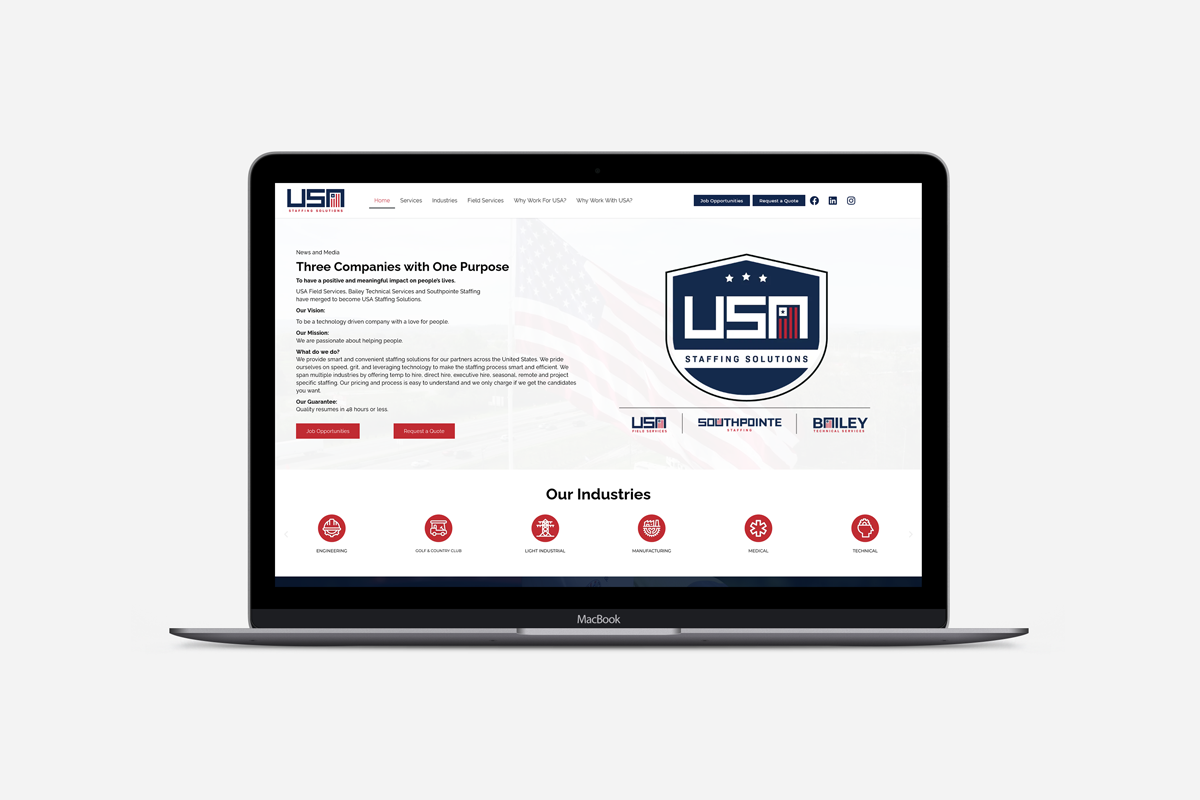 USA
STAFFING SOLUTIONS
Home Services Industries Field Services Why Work For USA? Why Work With USA? Job Opportunities Request a Quote
News and Media
Three Companies with One Purpose
To have a positive and meaningful impact on people's lives.
USA Field Services, Bailey Technical Services and Southpointe Staffing
have merged to become USA Staffing Solutions.
Our Vision:
To be a technology driven company with a love for people.
Our Mission:
We are passionate about helping people.
What do we do?
We provide smart and convenient staffing solutions for our partners across the United States. We pride
ourselves on speed, grit, and leveraging technology to make the staffing process smart and efficient. We
span multiple industries by offering temp to hire, direct hire, executive hire, seasonal, remote and project
specific staffing. Our pricing and process is easy to understand and we only charge if we get the candidates
you want.
Our Guarantee:
Quality resumes in 48 hours or less.
Job Opportunities Request a Quote
USA
STAFFING SOLUTIONS
USA
FIELD SERVICES
SOUTHPOINTE
STAFFING
BAILEY
TECHNICAL SERVICES
Our Industries
ENGINEERING GOLF & COUNTRY CLUB LIGHT INDUSTRIAL MANUFACTURING MEDICAL TECHNICAL
MacBook